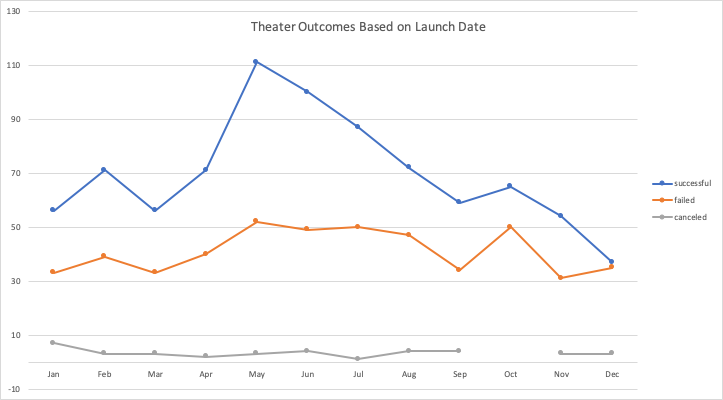 Theater Outcomes Based on Launch Date
130
110
90
70
50
30
10
-10
Jan Feb Mar Apr May Jun Jul Aug Sep Oct Nov Dec
successful
failed
canceled